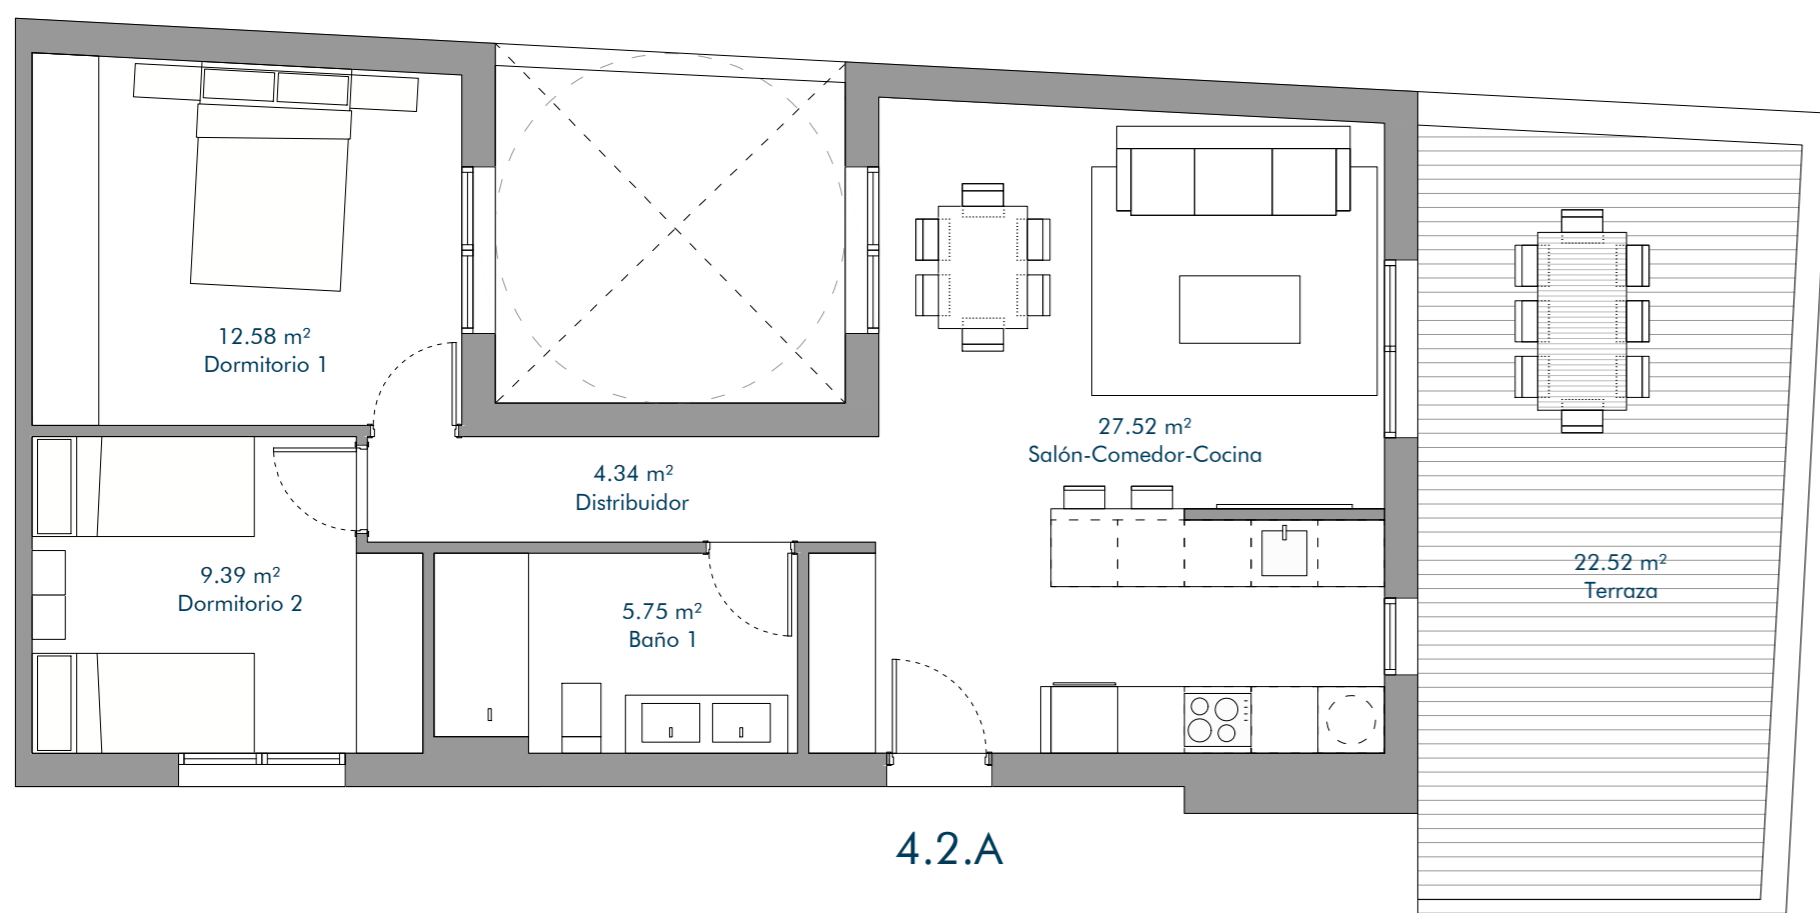 12.58 m²
Dormitorio 1
27.52 m²
Salón-Comedor-Cocina
4.34 m²
Distribuidor
9.39 m²
Dormitorio 2
5.75 m²
Baño 1
22.52 m²
Terraza
4.2.A